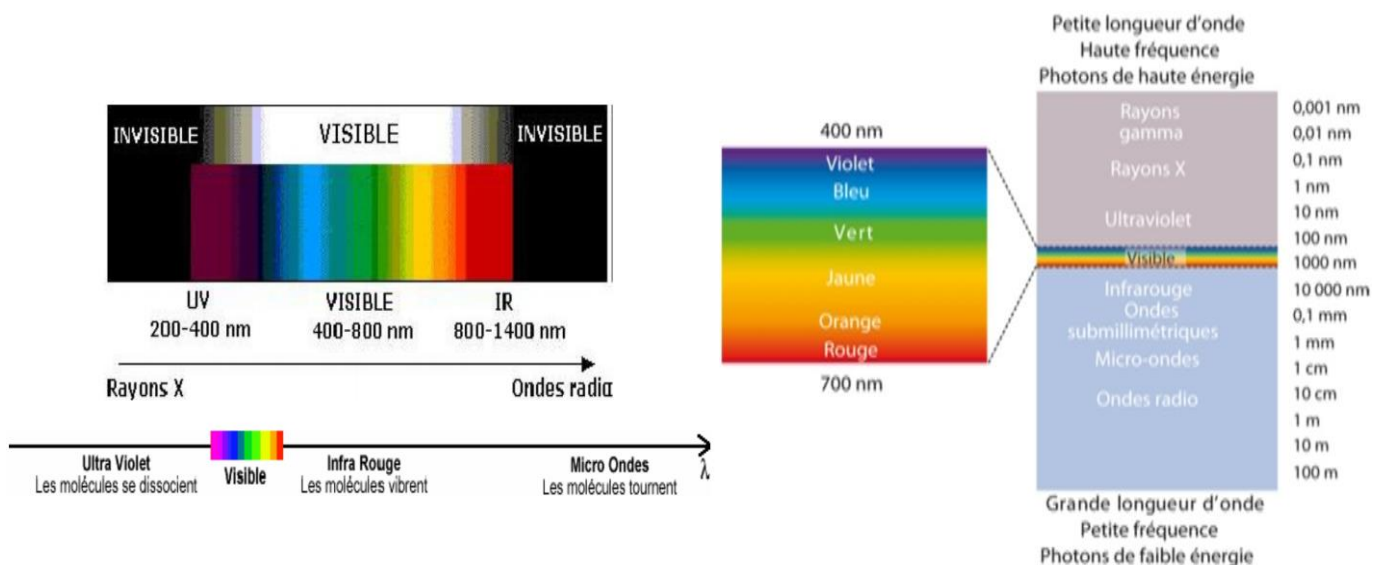 INVISIBLE
VISIBLE
INVISIBLE
UV
200-400 nm
VISIBLE
400-800 nm
IR
800-1400 nm
Rayons X
Ondes radio
Ultra Violet
Les molécules se dissocient
Visible
Infra Rouge
Les molécules vibrent
Micro Ondes
Les molécules tournent
λ
400 nm
Violet
Bleu
Vert
Jaune
Orange
Rouge
700 nm
Petite longueur d'onde
Haute fréquence
Photons de haute énergie
Rayons
gamma
Rayons X
Ultraviolet
Visible
Infrarouge
Ondes
submillimétriques
Micro-ondes
Ondes radio
0,001 nm
0,01 nm
0,1 nm
1 nm
10 nm
100 nm
1000 nm
10 000 nm
0,1 mm
1 mm
1 cm
10 cm
1 m
10 m
100 m
Grande longueur d'onde
Petite fréquence
Photons de faible énergie